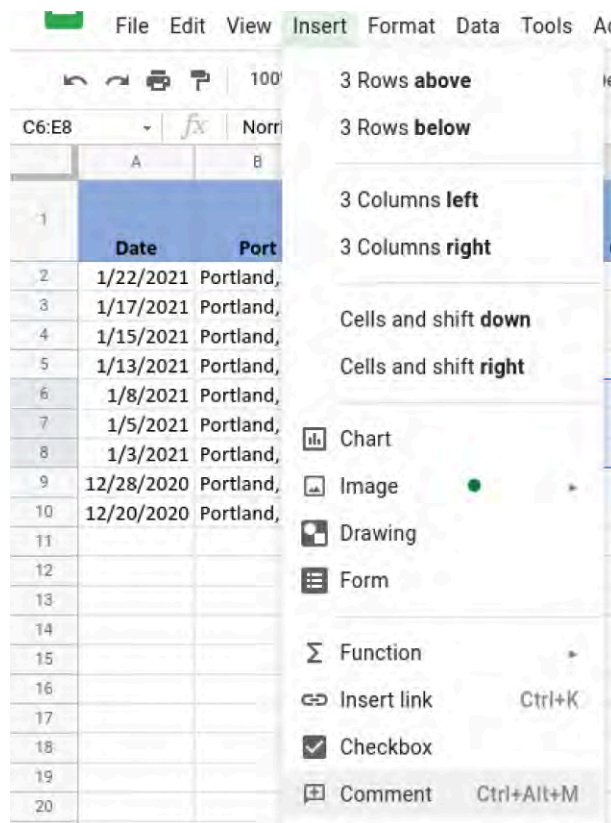 File Edit View Insert Format Data Tools
100
3 Rows above
3 Rows below
C6:E8 fx Norri
A B
3 Columns left
3 Columns right
1 Date Port
2 1/22/2021 Portland,
3 1/17/2021 Portland,
4 1/15/2021 Portland,
5 1/13/2021 Portland,
6 1/8/2021 Portland,
7 1/5/2021 Portland,
8 1/3/2021 Portland,
9 12/28/2020 Portland,
10 12/20/2020 Portland,
11
12
13
14
15
16
17
18
19
20
Cells and shift down
Cells and shift right
Chart
Image
Drawing
Form
Function
Insert link Ctrl+K
Checkbox
Comment Ctrl+Alt+M